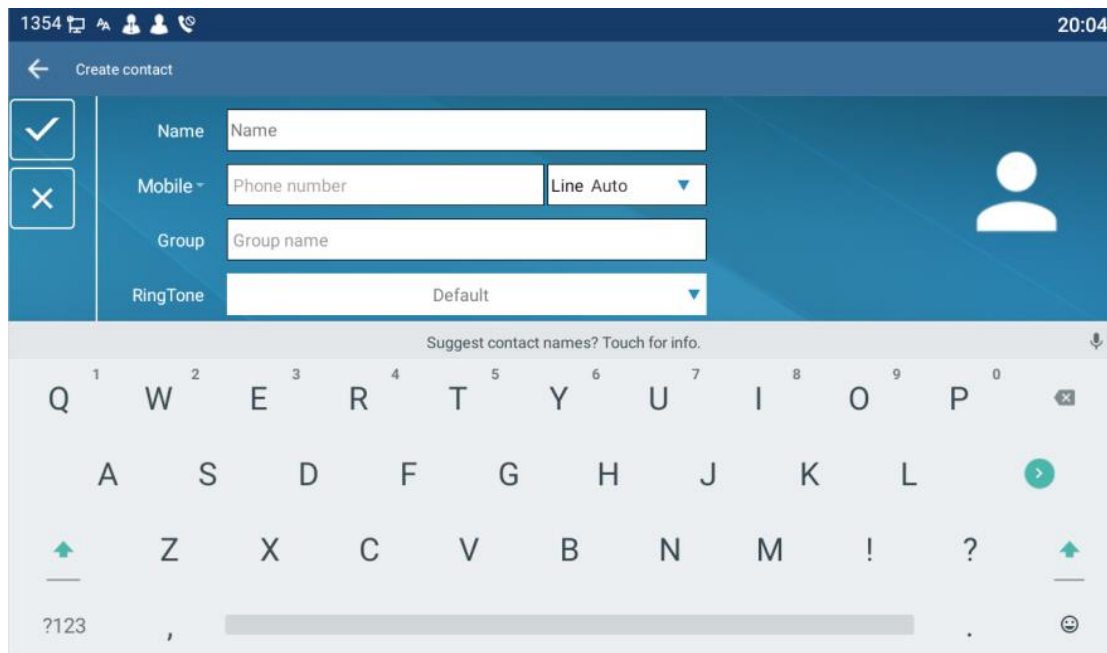 1354 20:04
Create contact
Name Name
Mobile Phone number Line Auto
Group Group name
RingTone Default
Suggest contact names? Touch for info.
1 2 3 4 5 6 7 8 9 0
Q W E R T Y U I O P
A S D F G H J K L
Z X C V B N M ! ?
?123 , .